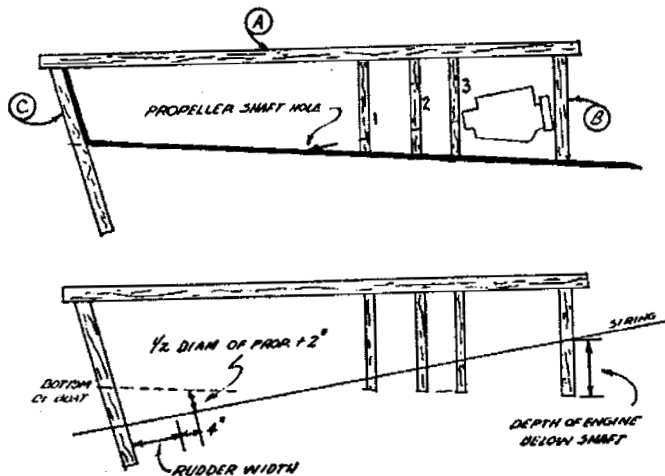 A
C
PROPELLER SHAFT HOLE
1
2
3
B
1/2 DIAM OF PROP. + 2"
STRING
BOTTOM
OF BOAT
4"
DEPTH OF ENGINE
BELOW SHAFT
RUDDER WIDTH